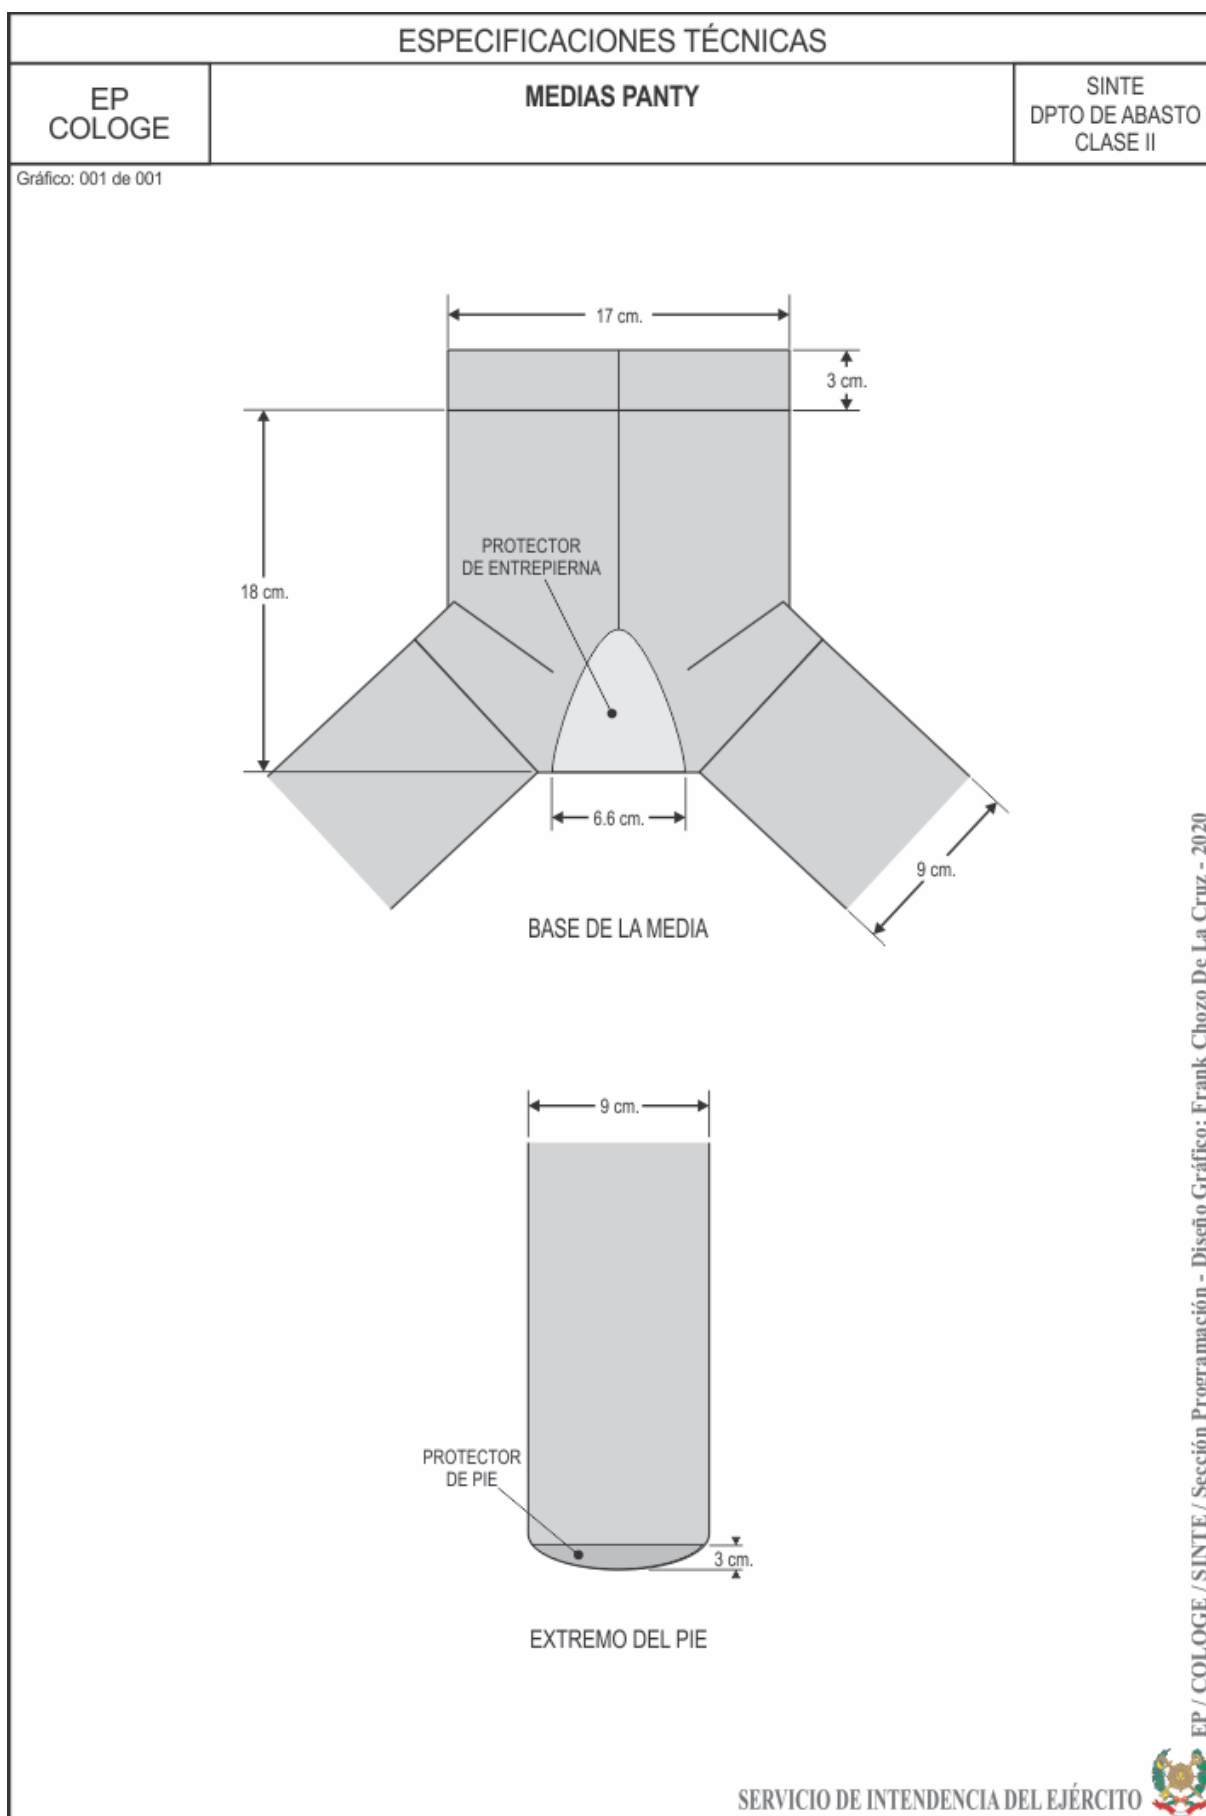 ESPECIFICACIONES TÉCNICAS
EP
COLOGE
MEDIAS PANTY
SINTE
DPTO DE ABASTO
CLASE II
Gráfico: 001 de 001
17 cm.
3 cm.
18 cm.
PROTECTOR
DE ENTREPIERNA
6.6 cm.
9 cm.
BASE DE LA MEDIA
9 cm.
PROTECTOR
DE PIE
3 cm.
EXTREMO DEL PIE
EP / COLOGE / SINTE / Sección Programación - Diseño Gráfico: Frank Chozo De La Cruz - 2020
SERVICIO DE INTENDENCIA DEL EJÉRCITO